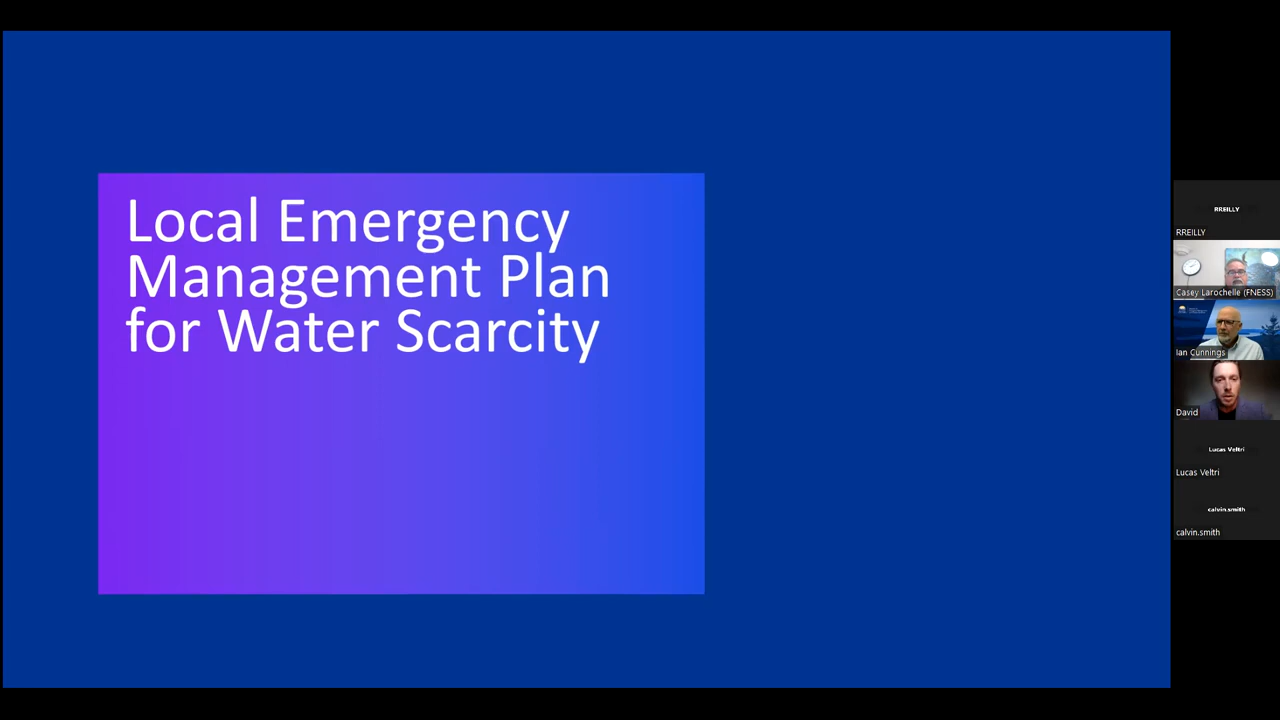 Local Emergency
Management Plan
for Water Scarcity
RREILLY
RREILLY
Casey Larochelle (FNESS)
Ian Cunnings
David
Lucas Veltri
Lucas Veltri
calvin.smith
calvin.smith